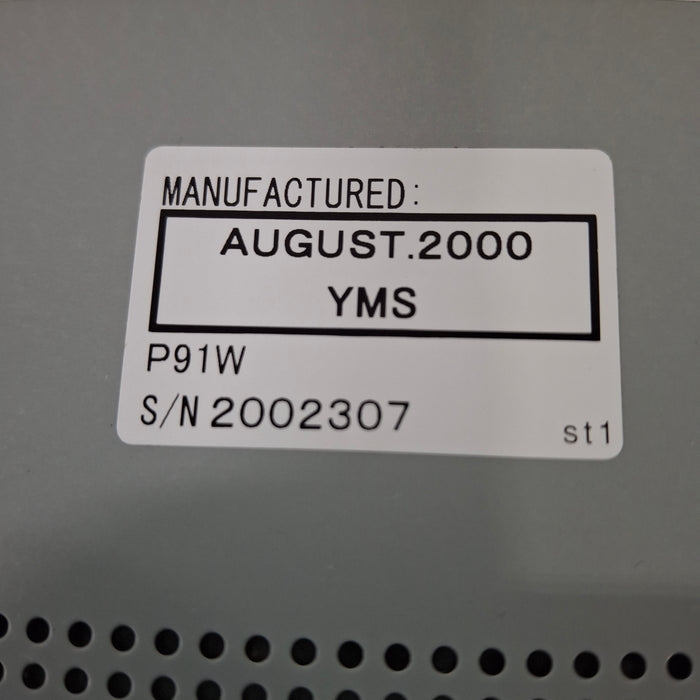 MANUFACTURED:
AUGUST.2000
YMS
P91W
S/N 2002307
st1